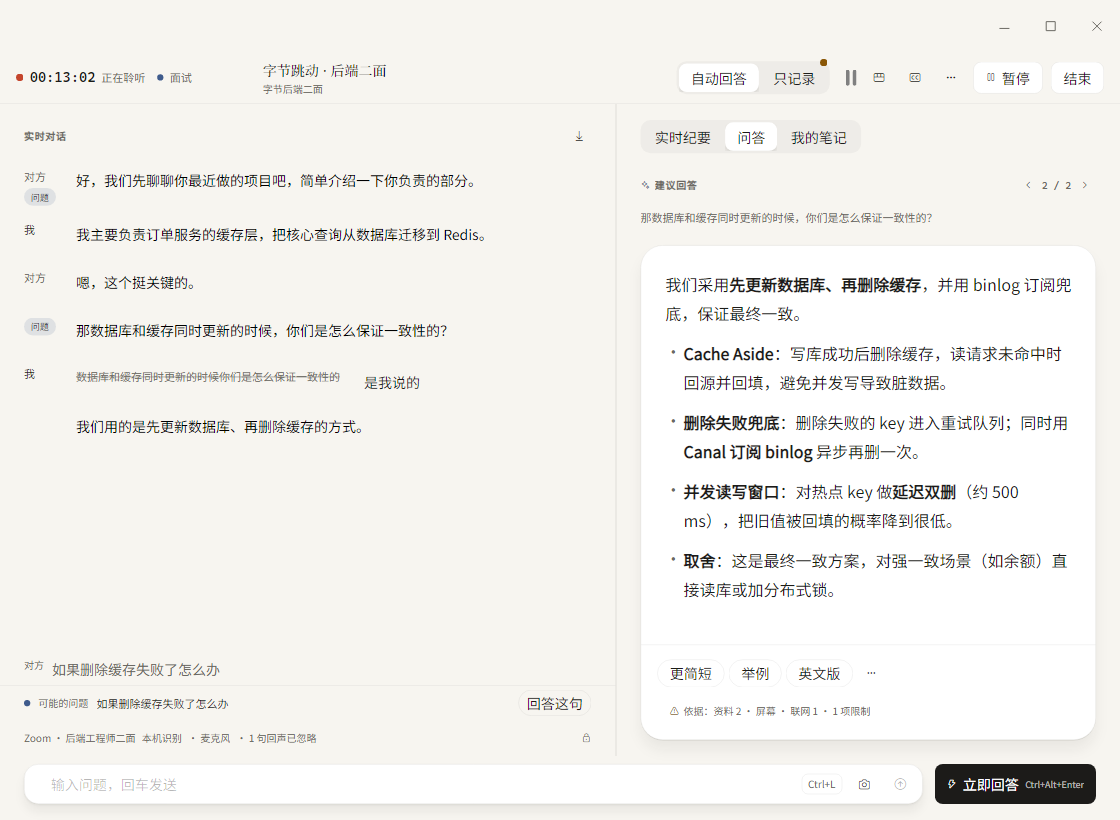 00:13:02 正在聆听 面试
字节跳动 · 后端二面
字节后端二面
自动回答 只记录
暂停 结束
实时对话
对方
问题
好，我们先聊聊你最近做的项目吧，简单介绍一下你负责的部分。
我
我主要负责订单服务的缓存层，把核心查询从数据库迁移到 Redis。
对方
嗯，这个挺关键的。
问题
那数据库和缓存同时更新的时候，你们是怎么保证一致性的？
我
数据库和缓存同时更新的时候你们是怎么保证一致性的 是我说的
我们用的是先更新数据库、再删除缓存的方式。
对方 如果删除缓存失败了怎么办
可能的问题 如果删除缓存失败了怎么办 回答这句
Zoom · 后端工程师二面 本机识别 · 麦克风 · 1 句回声已忽略
实时纪要 问答 我的笔记
建议回答 2 / 2
那数据库和缓存同时更新的时候，你们是怎么保证一致性的？
我们采用先更新数据库、再删除缓存，并用 binlog 订阅兜
底，保证最终一致。
• Cache Aside：写库成功后删除缓存，读请求未命中时
回源并回填，避免并发写导致脏数据。
• 删除失败兜底：删除失败的 key 进入重试队列；同时用
Canal 订阅 binlog 异步再删一次。
• 并发读写窗口：对热点 key 做延迟双删（约 500
ms），把旧值被回填的概率降到很低。
• 取舍：这是最终一致方案，对强一致场景（如余额）直
接读库或加分布式锁。
更简短 举例 英文版 ···
依据：资料 2 · 屏幕 · 联网 1 · 1 项限制
输入问题，回车发送 Ctrl+L
立即回答 Ctrl+Alt+Enter